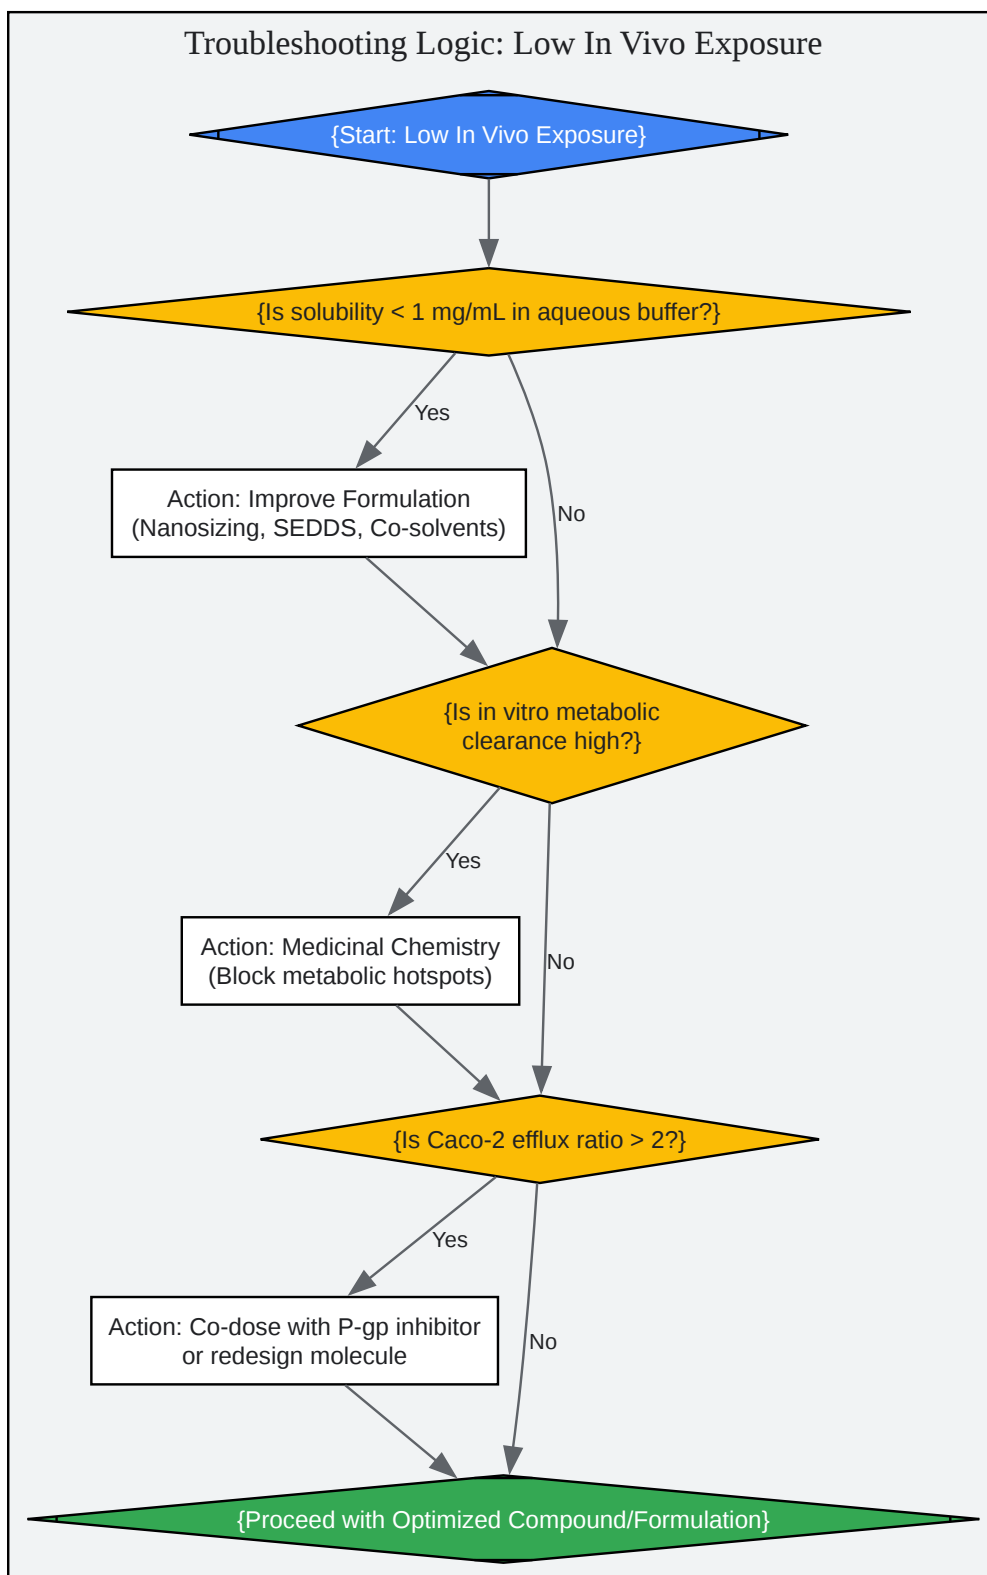 Troubleshooting Logic: Low In Vivo Exposure
{Start: Low In Vivo Exposure}
{Is solubility < 1 mg/mL in aqueous buffer?}
Yes
Action: Improve Formulation
(Nanosizing, SEDDS, Co-solvents)
No
{Is in vitro metabolic
clearance high?}
Yes
Action: Medicinal Chemistry
(Block metabolic hotspots)
No
{Is Caco-2 efflux ratio > 2?}
Yes
Action: Co-dose with P-gp inhibitor
or redesign molecule
No
{Proceed with Optimized Compound/Formulation}